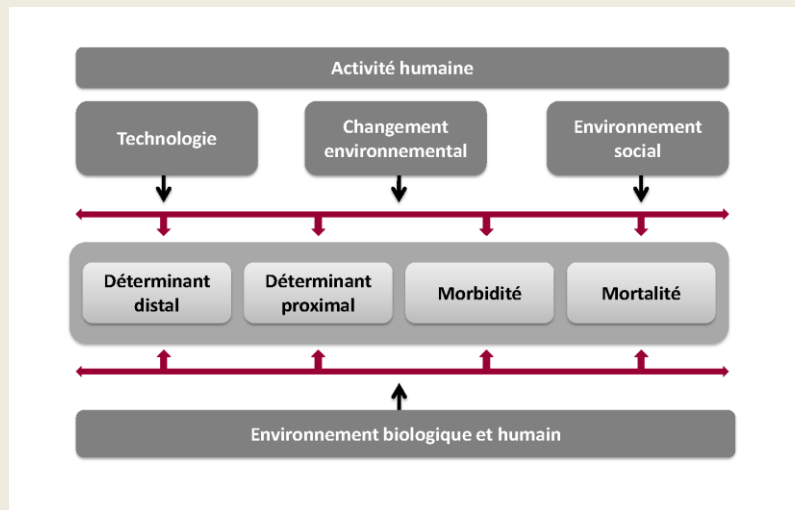 Activité humaine
Technologie
Changement
environnemental
Environnement
social
Déterminant
distal
Déterminant
proximal
Morbidité
Mortalité
Environnement biologique et humain